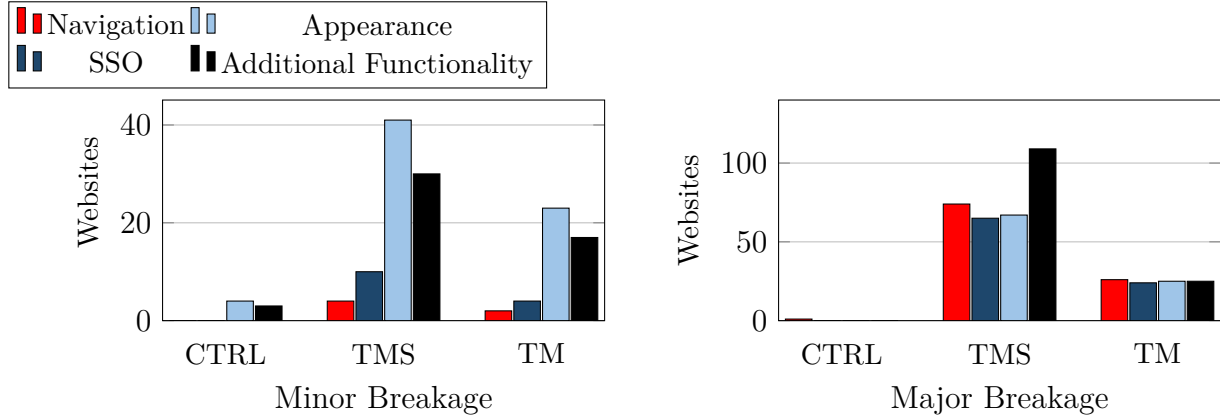 Navigation Appearance
SSO Additional Functionality
40
20
0
Websites
CTRL TMS TM
Minor Breakage
100
50
0
Websites
CTRL TMS TM
Major Breakage